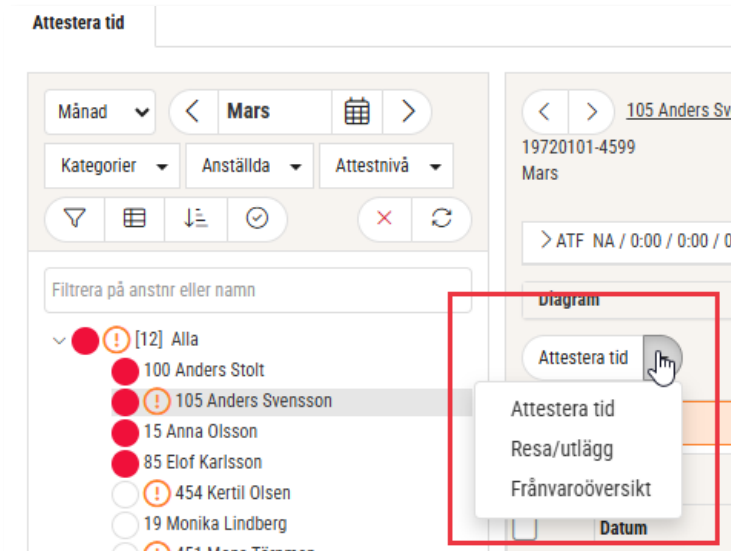 Attestera tid
Månad
Mars
Kategorier
Anställda
Attestnivå
Filtrera på anstnr eller namn
[12] Alla
100 Anders Stolt
105 Anders Svensson
15 Anna Olsson
85 Elof Karlsson
454 Kertil Olsen
19 Monika Lindberg
105 Anders Sv
19720101-4599
Mars
ATF NA / 0:00 / 0:00 / 0
Diagram
Attestera tid
Attestera tid
Resa/utlägg
Frånvaroöversikt
Datum